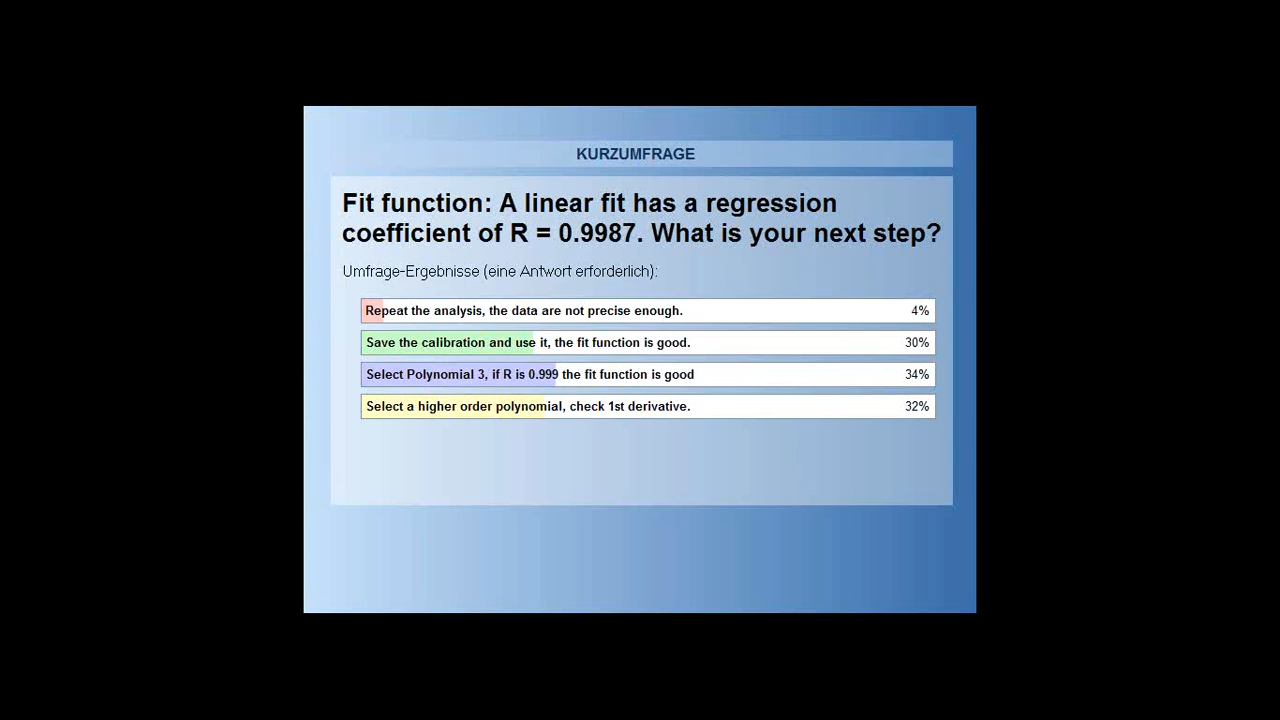 KURZUMFRAGE
Fit function: A linear fit has a regression
coefficient of R = 0.9987. What is your next step?
Umfrage-Ergebnisse (eine Antwort erforderlich):
Repeat the analysis, the data are not precise enough. 4%
Save the calibration and use it, the fit function is good. 30%
Select Polynomial 3, if R is 0.999 the fit function is good 34%
Select a higher order polynomial, check 1st derivative. 32%